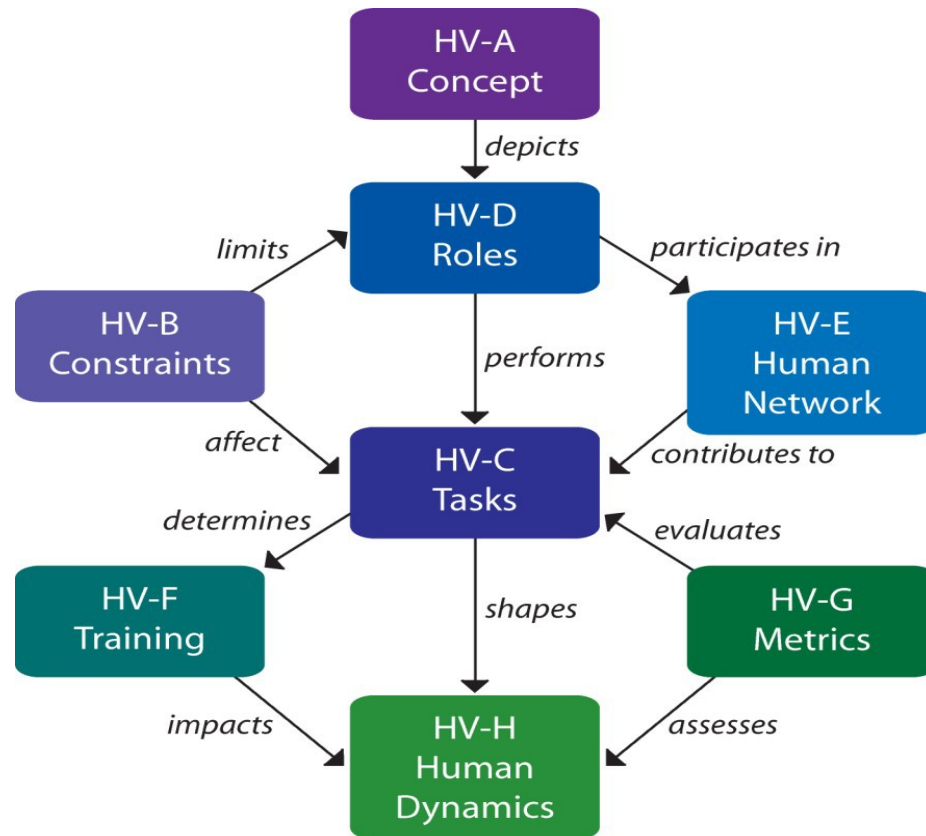 HV-A
Concept
depicts
HV-D
Roles
limits
participates in
HV-B
Constraints
HV-E
Human
Network
performs
affect
HV-C
Tasks
contributes to
determines
evaluates
HV-F
Training
shapes
HV-G
Metrics
impacts
HV-H
Human
Dynamics
assesses